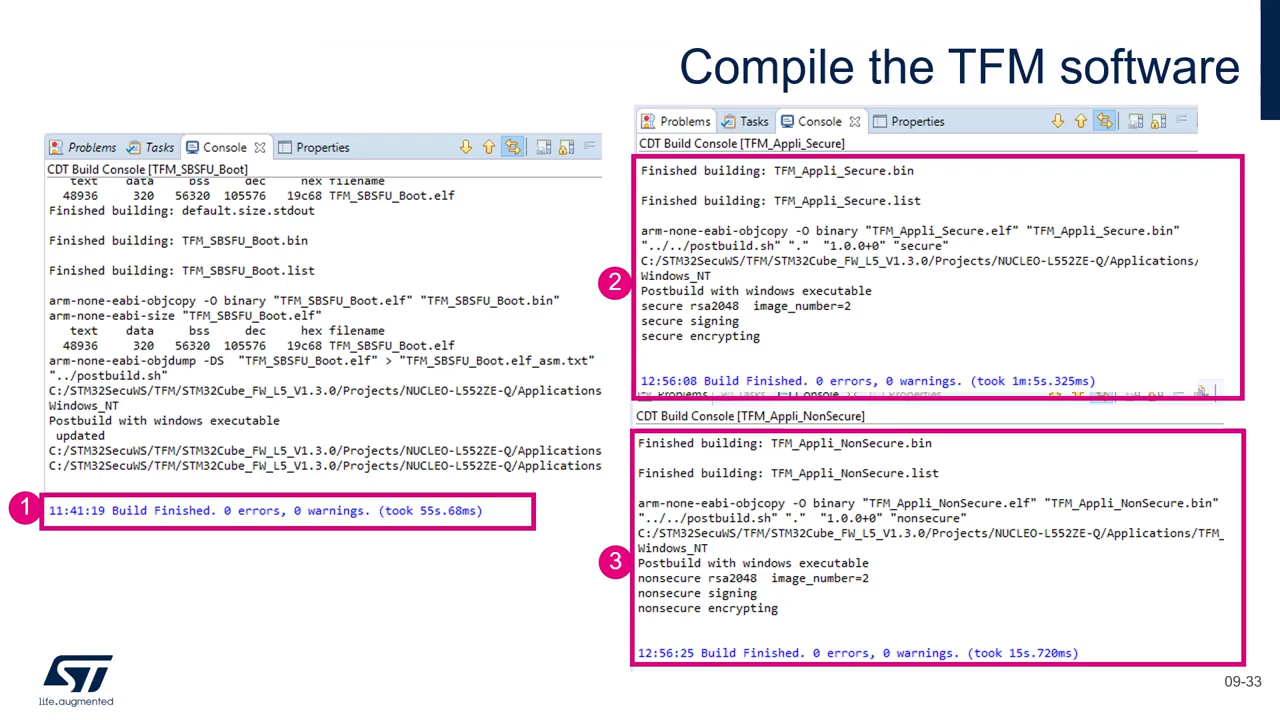 Compile the TFM software
Problems Tasks Console Properties
CDT Build Console [TFM_SBSFU_Boot]
text data bss dec hex filename
48936 320 56320 105576 19c68 TFM_SBSFU_Boot.elf
Finished building: default.size.stdout
Finished building: TFM_SBSFU_Boot.bin
Finished building: TFM_SBSFU_Boot.list
arm-none-eabi-objcopy -O binary "TFM_SBSFU_Boot.elf" "TFM_SBSFU_Boot.bin"
arm-none-eabi-size "TFM_SBSFU_Boot.elf"
text data bss dec hex filename
48936 320 56320 105576 19c68 TFM_SBSFU_Boot.elf
arm-none-eabi-objdump -DS "TFM_SBSFU_Boot.elf" > "TFM_SBSFU_Boot.elf_asm.txt"
"../postbuild.sh"
C:/STM32SecuWS/TFM/STM32Cube_FW_L5_V1.3.0/Projects/NUCLEO-L552ZE-Q/Applications
Windows_NT
Postbuild with windows executable
updated
C:/STM32SecuWS/TFM/STM32Cube_FW_L5_V1.3.0/Projects/NUCLEO-L552ZE-Q/Applications
C:/STM32SecuWS/TFM/STM32Cube_FW_L5_V1.3.0/Projects/NUCLEO-L552ZE-Q/Applications
1
11:41:19 Build Finished. 0 errors, 0 warnings. (took 55s.68ms)
Problems Tasks Console Properties
CDT Build Console [TFM_Appli_Secure]
Finished building: TFM_Appli_Secure.bin
Finished building: TFM_Appli_Secure.list
arm-none-eabi-objcopy -O binary "TFM_Appli_Secure.elf" "TFM_Appli_Secure.bin"
"../../postbuild.sh" "." "1.0.0+0" "secure"
C:/STM32SecuWS/TFM/STM32Cube_FW_L5_V1.3.0/Projects/NUCLEO-L552ZE-Q/Applications/
2
Windows_NT
Postbuild with windows executable
secure rsa2048 image_number=2
secure signing
secure encrypting
12:56:08 Build Finished. 0 errors, 0 warnings. (took 1m:5s.325ms)
Problems Tasks Console Properties
CDT Build Console [TFM_Appli_NonSecure]
Finished building: TFM_Appli_NonSecure.bin
Finished building: TFM_Appli_NonSecure.list
arm-none-eabi-objcopy -O binary "TFM_Appli_NonSecure.elf" "TFM_Appli_NonSecure.bin"
"../../postbuild.sh" "." "1.0.0+0" "nonsecure"
C:/STM32SecuWS/TFM/STM32Cube_FW_L5_V1.3.0/Projects/NUCLEO-L552ZE-Q/Applications/TFM_
Windows_NT
3
Postbuild with windows executable
nonsecure rsa2048 image_number=2
nonsecure signing
nonsecure encrypting
12:56:25 Build Finished. 0 errors, 0 warnings. (took 15s.720ms)
ST
life.augmented
09-33